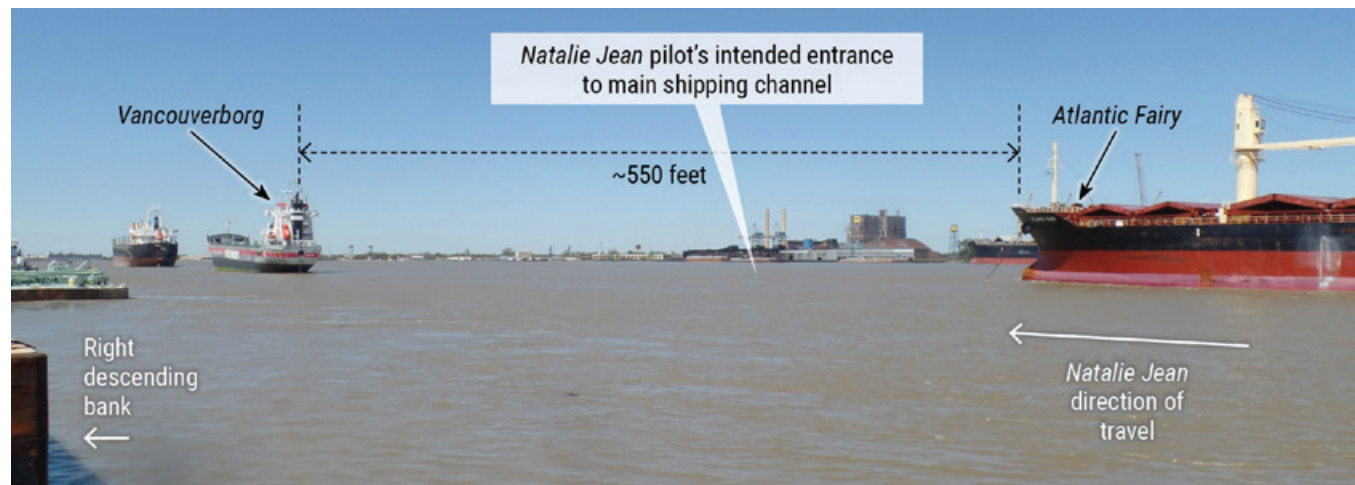 Natalie Jean pilot's intended entrance
to main shipping channel
Vancouverborg
Atlantic Fairy
~550 feet
Right
descending
bank
Natalie Jean
direction of
travel